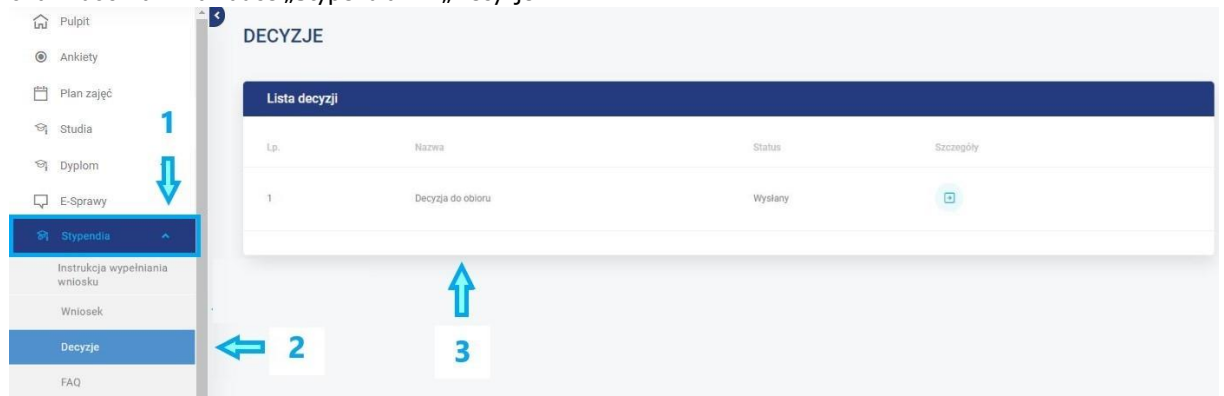 Pulpit
Ankiety
Plan zajęć
Studia
Dyplom
E-Sprawy
Stypendia
Instrukcja wypełniania
wniosku
Wniosek
Decyzje
FAQ
1
2
DECYZJE
Lista decyzji
Lp. Nazwa Status Szczegóły
1 Decyzja do obioru Wysłany
3